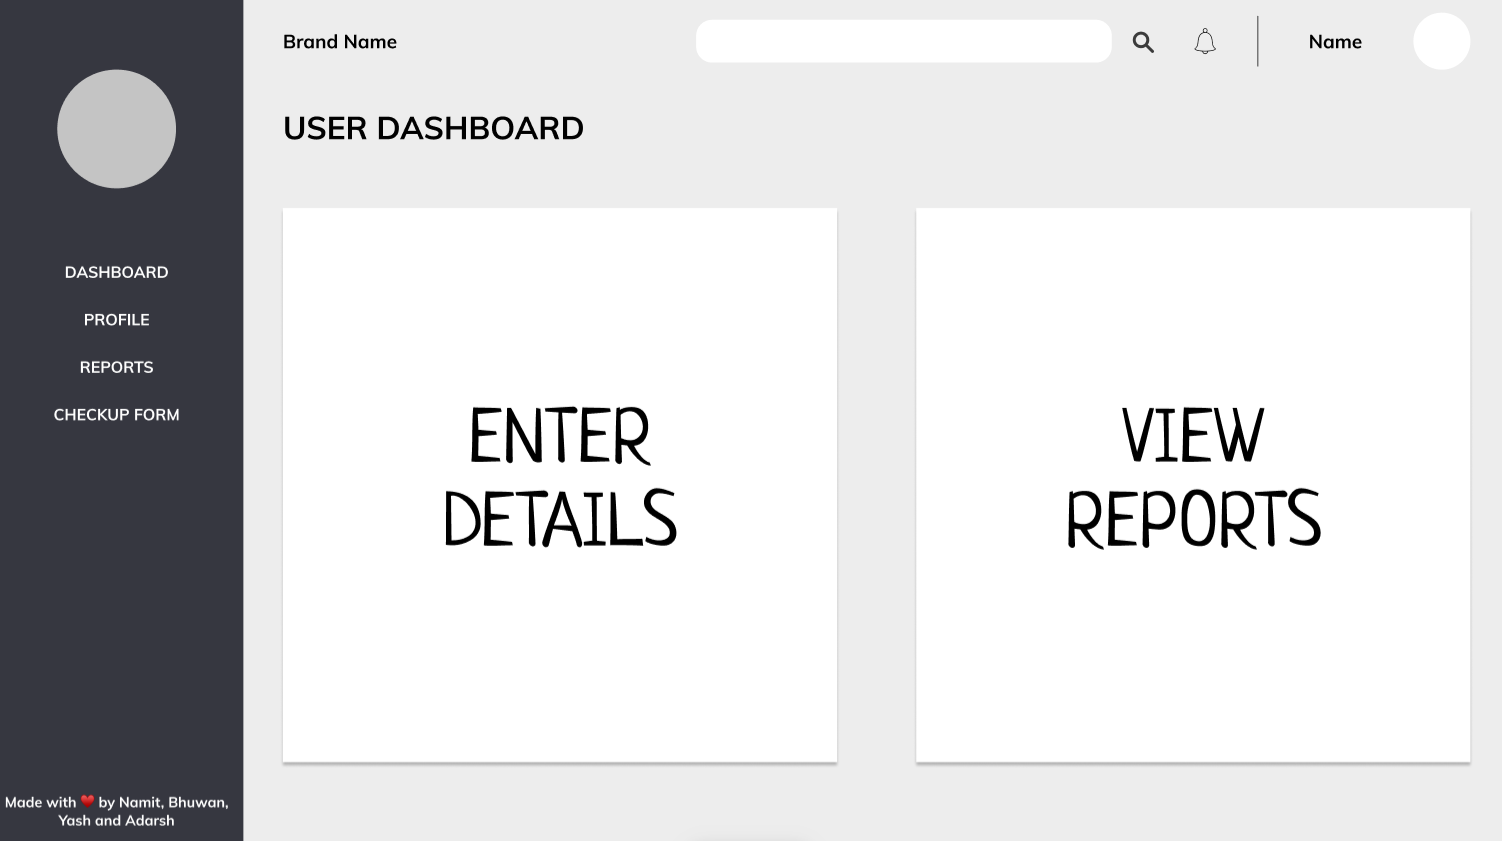 Brand Name
Name
USER DASHBOARD
DASHBOARD
PROFILE
REPORTS
CHECKUP FORM
ENTER
DETAILS
VIEW
REPORTS
Made with ❤️ by Namit, Bhuwan,
Yash and Adarsh